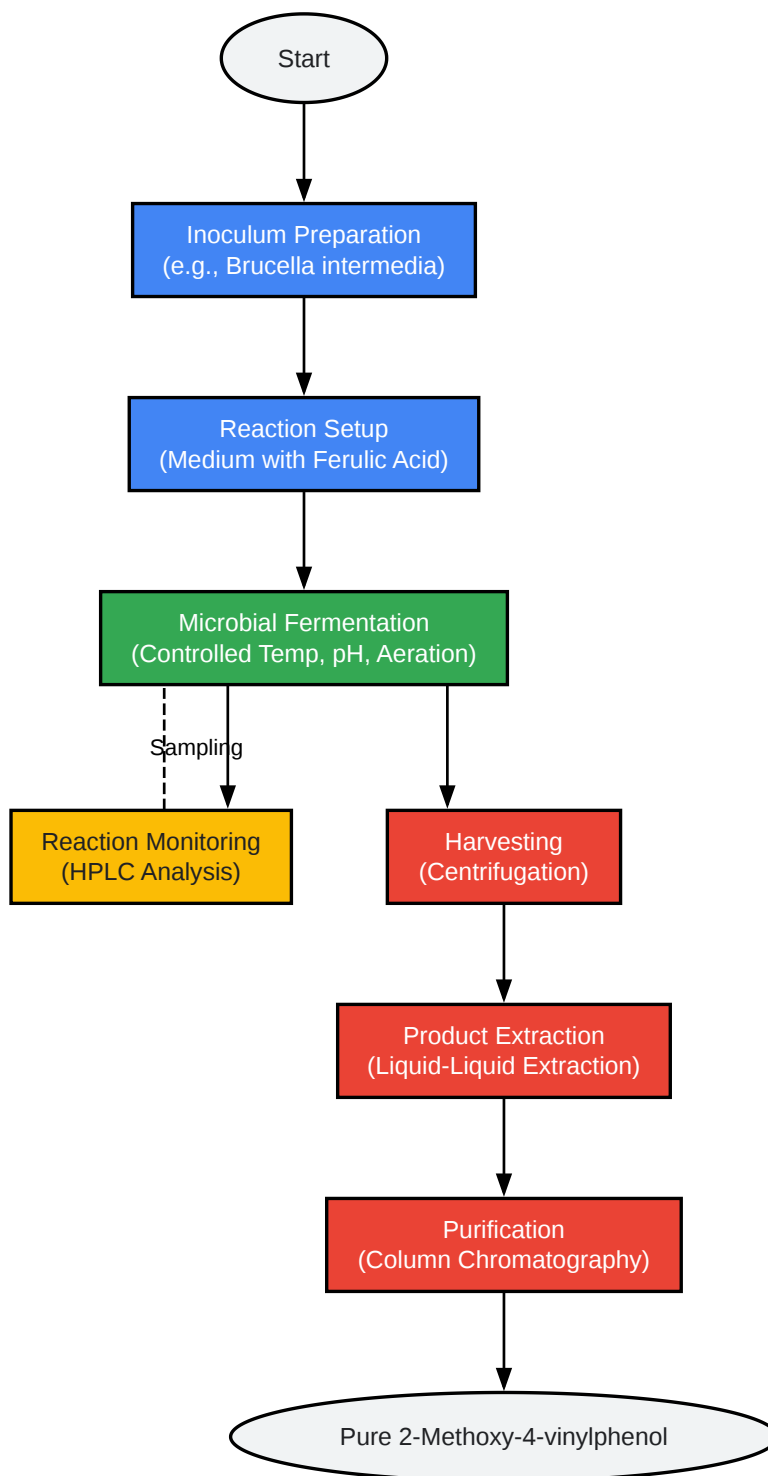 Start
Inoculum Preparation
(e.g., Brucella intermedia)
Reaction Setup
(Medium with Ferulic Acid)
Microbial Fermentation
(Controlled Temp, pH, Aeration)
Sampling
Reaction Monitoring
(HPLC Analysis)
Harvesting
(Centrifugation)
Product Extraction
(Liquid-Liquid Extraction)
Purification
(Column Chromatography)
Pure 2-Methoxy-4-vinylphenol